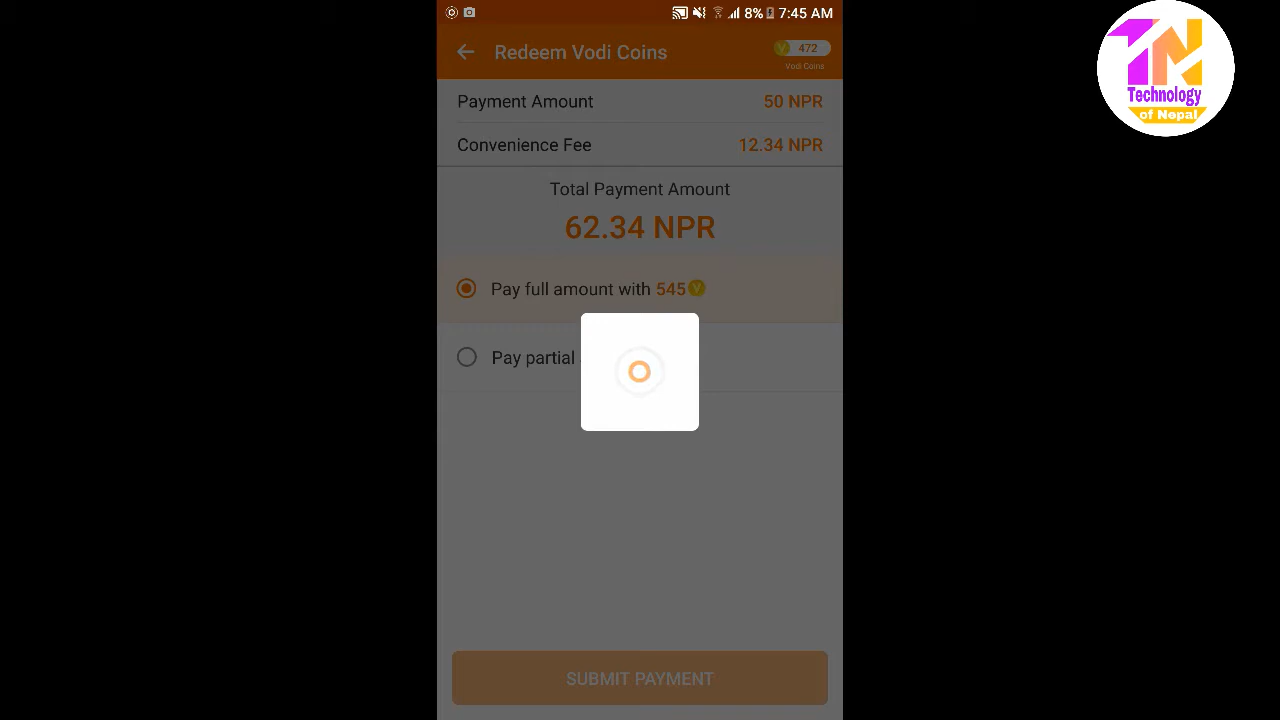 8% 7:45 AM
Redeem Vodi Coins
472
Vodi Coins
Payment Amount 50 NPR
Convenience Fee 12.34 NPR
Total Payment Amount
62.34 NPR
Pay full amount with 545 V
Pay partial
SUBMIT PAYMENT
TN
Technology
of Nepal